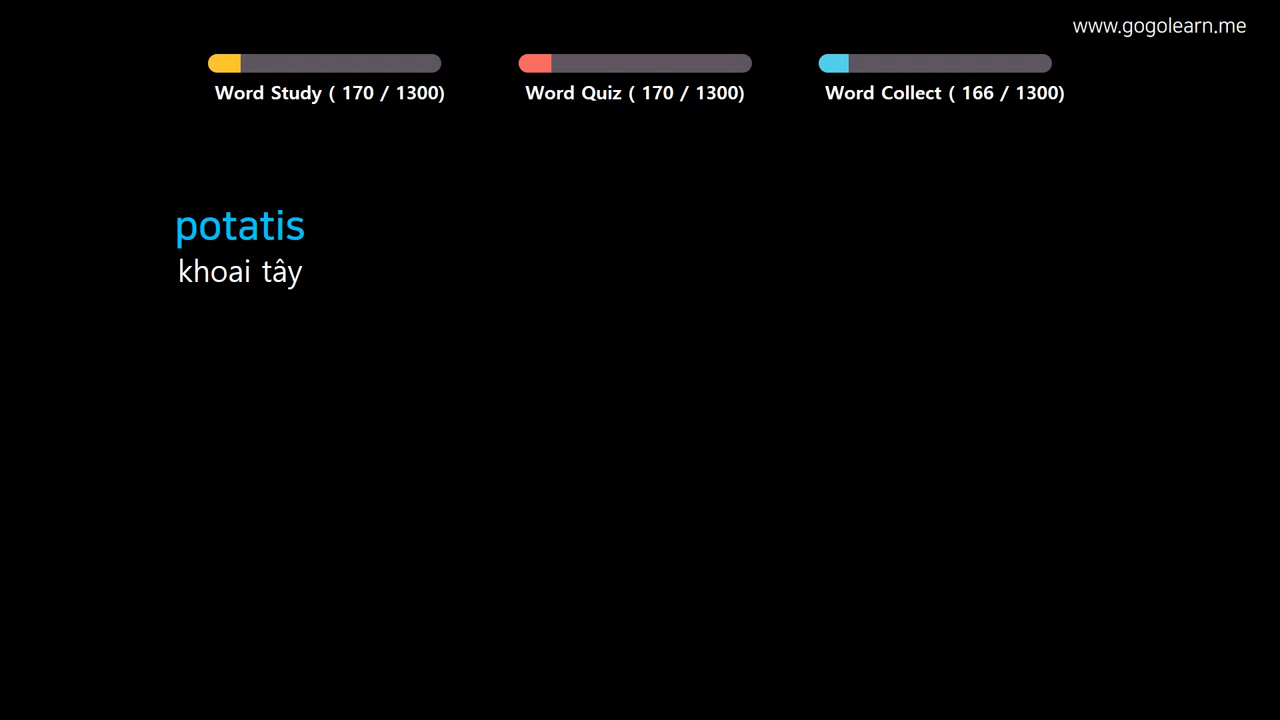 www.gogolearn.me
Word Study ( 170 / 1300)
Word Quiz ( 170 / 1300)
Word Collect ( 166 / 1300)
potatis
khoai tây